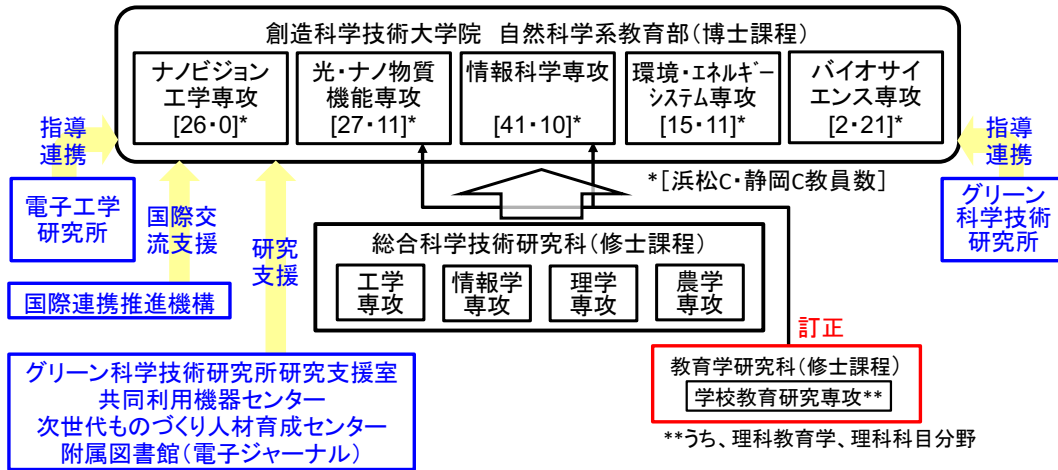 創造科学技術大学院 自然科学系教育部(博士課程)
ナノビジョン
工学専攻
[26・0]*
光・ナノ物質
機能専攻
[27・11]*
情報科学専攻
[41・10]*
環境・エネルギー
システム専攻
[15・11]*
バイオサイ
エンス専攻
[2・21]*
指導
連携
指導
連携
*[浜松C・静岡C教員数]
電子工学
研究所
国際交
流支援
研究
支援
グリーン
科学技術
研究所
総合科学技術研究科(修士課程)
工学
専攻
情報学
専攻
理学
専攻
農学
専攻
国際連携推進機構
訂正
グリーン科学技術研究所研究支援室
共同利用機器センター
次世代ものづくり人材育成センター
附属図書館(電子ジャーナル)
教育学研究科(修士課程)
学校教育研究専攻**
**うち、理科教育学、理科科目分野